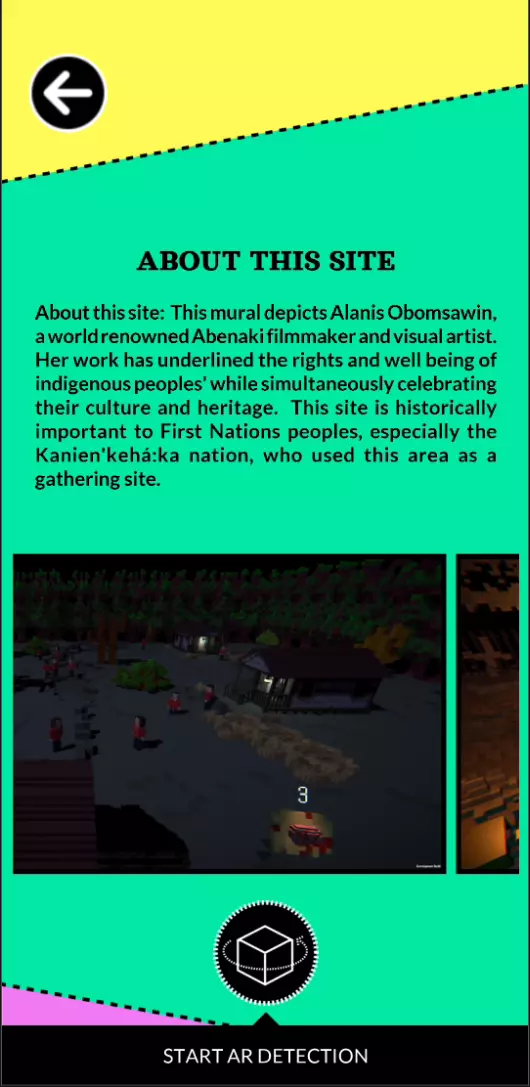 ABOUT THIS SITE
About this site: This mural depicts Alanis Obomsawin,
a world renowned Abenaki filmmaker and visual artist.
Her work has underlined the rights and well being of
indigenous peoples' while simultaneously celebrating
their culture and heritage. This site is historically
important to First Nations peoples, especially the
Kanien'kehá:ka nation, who used this area as a
gathering site.
3
START AR DETECTION